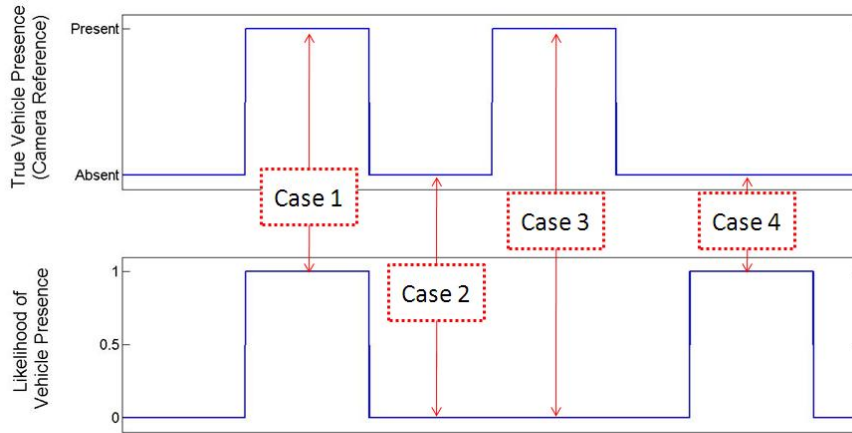 True Vehicle Presence
(Camera Reference)
Present
Absent
Case 1
Case 2
Case 3
Case 4
Likelihood of
Vehicle Presence
1
0.5
0